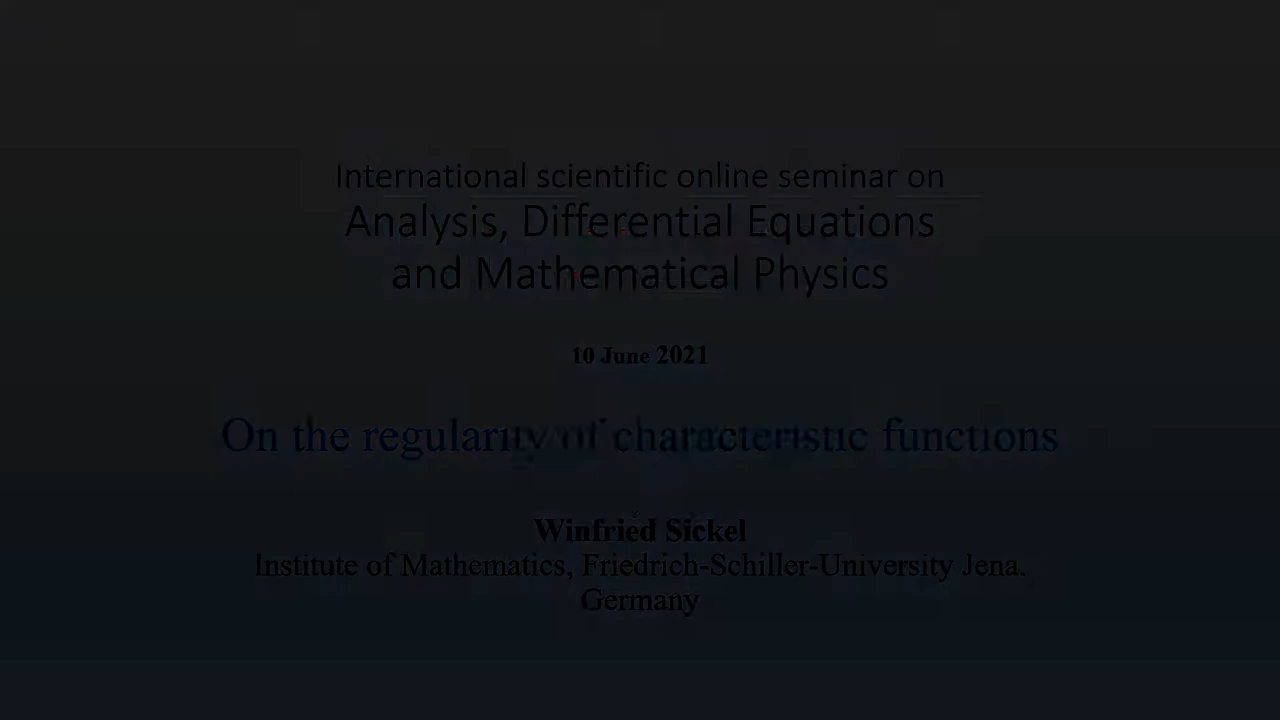 International scientific online seminar on
Analysis, Differential Equations
and Mathematical Physics
10 June 2021
On the regularity of characteristic functions
Winfried Sickel
Institute of Mathematics, Friedrich-Schiller-University Jena.
Germany